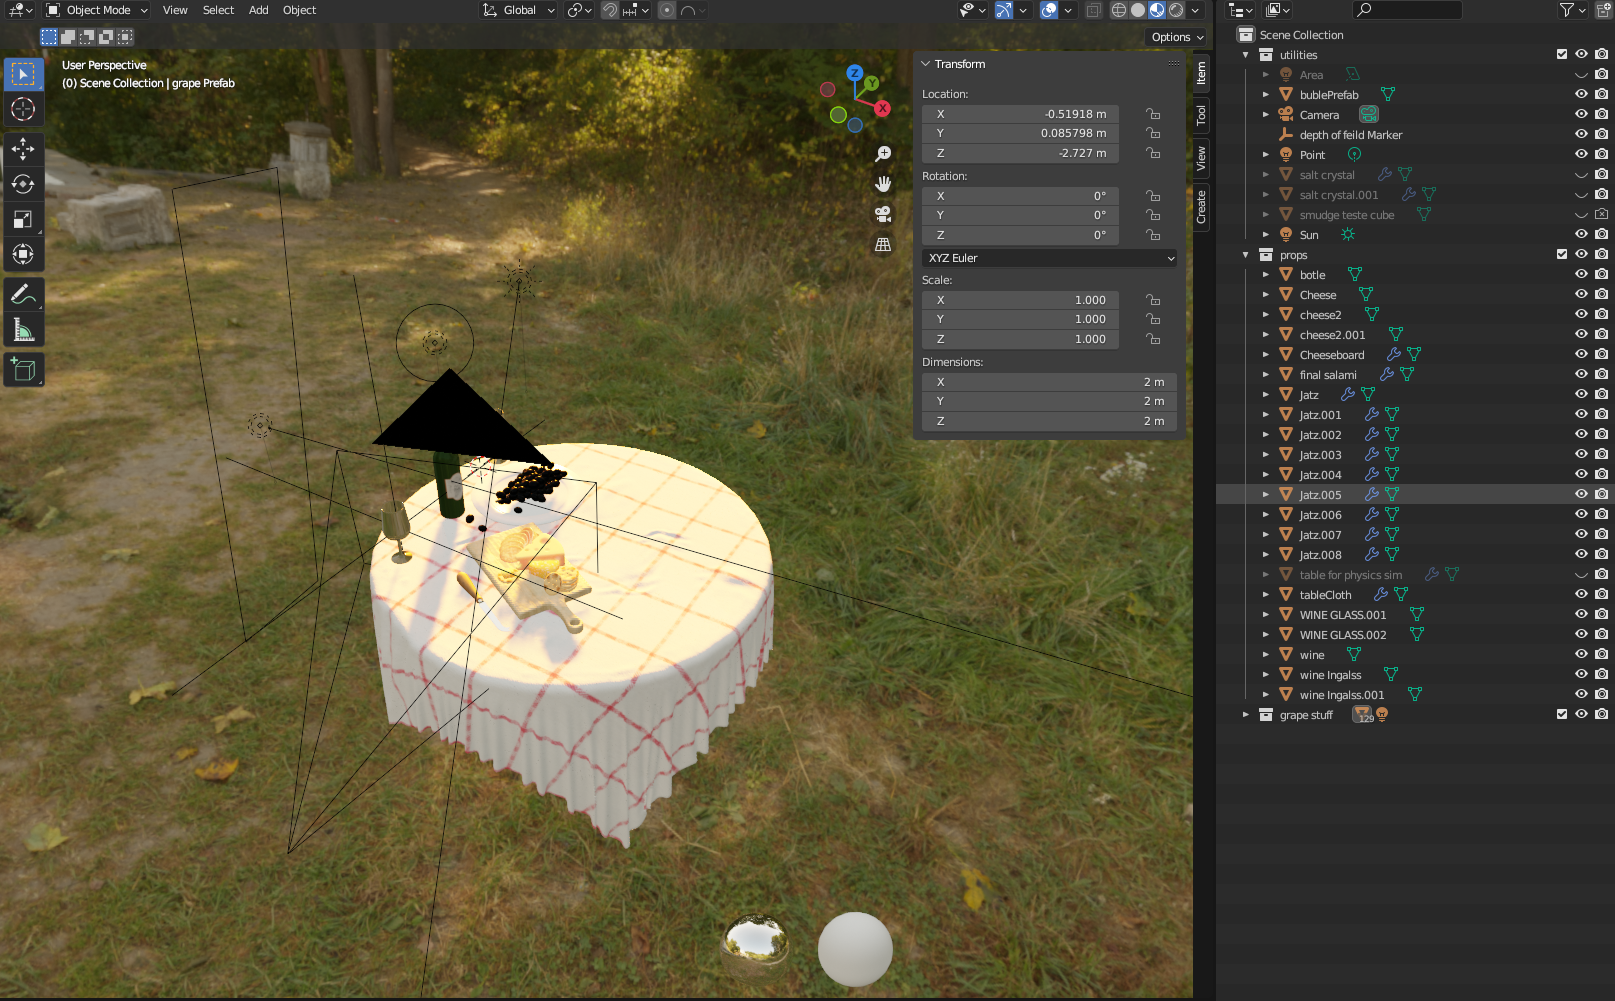 Object Mode View Select Add Object Global
Options
User Perspective
(0) Scene Collection | grape Prefab
Z
Y
X
Transform
Location:
X -0.51918 m
Y 0.085798 m
Z -2.727 m
Rotation:
X 0°
Y 0°
Z 0°
XYZ Euler
Scale:
X 1.000
Y 1.000
Z 1.000
Dimensions:
X 2 m
Y 2 m
Z 2 m
Item
Tool
View
Create
Scene Collection
utilities
Area
bublePrefab
Camera
depth of feild Marker
Point
salt crystal
salt crystal.001
smudge teste cube
Sun
props
botle
Cheese
cheese2
cheese2.001
Cheeseboard
final salami
Jatz
Jatz.001
Jatz.002
Jatz.003
Jatz.004
Jatz.005
Jatz.006
Jatz.007
Jatz.008
table for physics sim
tableCloth
WINE GLASS.001
WINE GLASS.002
wine
wine Ingalss
wine Ingalss.001
grape stuff 129